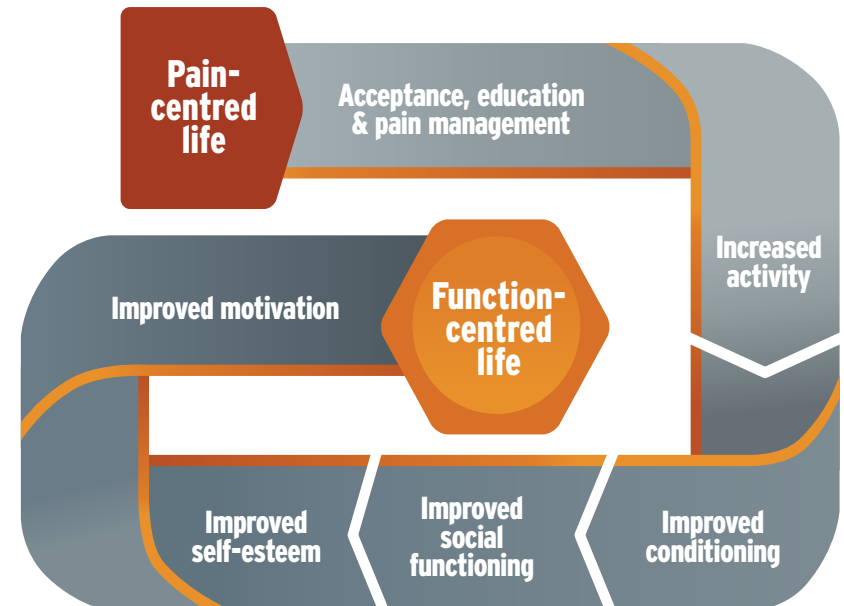 Pain-
centred
life
Acceptance, education
& pain management
Increased
activity
Improved
conditioning
Improved
social
functioning
Improved
self-esteem
Improved motivation
Function-
centred
life